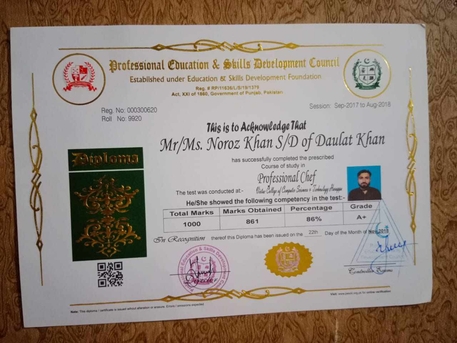 Professional Education & Skills Development Council
Established under Education & Skills Development Foundation.
Act, XXI of 1860, Government of Punjab, Pakistan.
Reg. No: 000300620
Session: Sep-2017 to Aug-2018
Roll No: 9920
This is to Acknowledge That
Mr/Ms. Noroz Khan S/D of Daulat Khan
has successfully completed the prescribed
Course of study in
Professional Chef
Diploma
The test was conducted at:-
He/She showed the following competency in the test:-
Total Marks Marks Obtained Percentage Grade
1000 861 86% A+
In Recognition thereof this Diploma has been issued on the 22th Day of the Month of